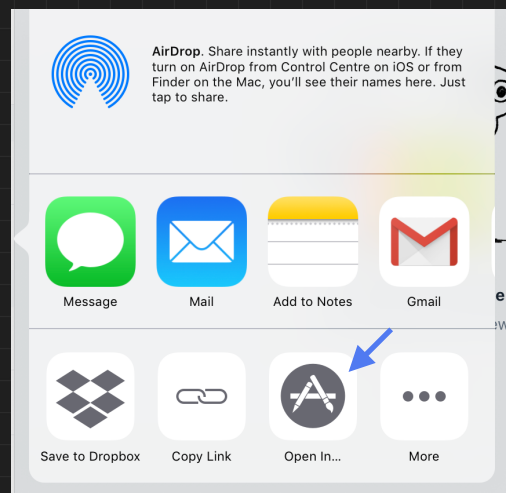 AirDrop. Share instantly with people nearby. If they
turn on AirDrop from Control Centre on iOS or from
Finder on the Mac, you'll see their names here. Just
tap to share.
Message
Mail
Add to Notes
Gmail
Save to Dropbox
Copy Link
Open In...
More